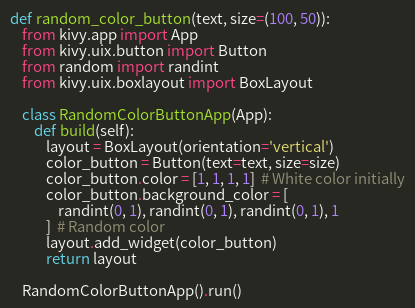 def random_color_button(text, size=(100, 50)):
    from kivy.app import App
    from kivy.uix.button import Button
    from random import randint
    from kivy.uix.boxlayout import BoxLayout

    class RandomColorButtonApp(App):
        def build(self):
            layout = BoxLayout(orientation='vertical')
            color_button = Button(text=text, size=size)
            color_button.color = [1, 1, 1, 1]  # White color initially
            color_button.background_color = [
                randint(0, 1), randint(0, 1), randint(0, 1), 1
            ]  # Random color
            layout.add_widget(color_button)
            return layout

    RandomColorButtonApp().run()